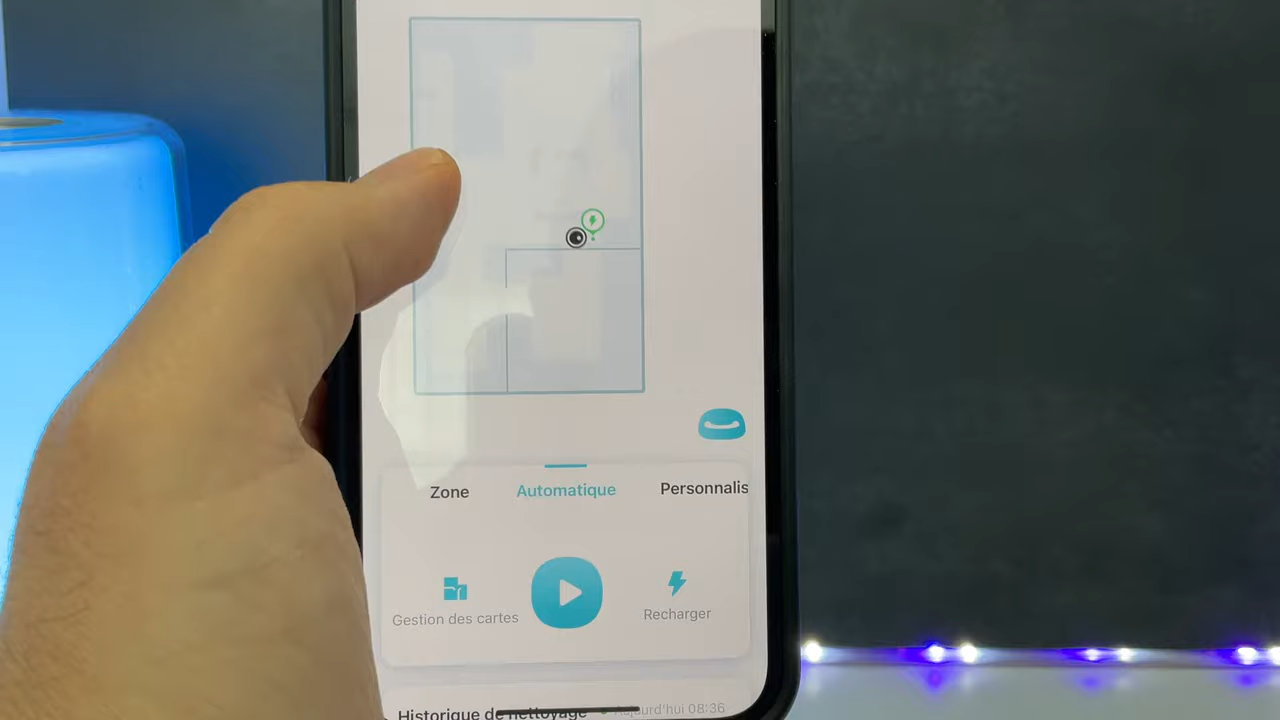 Zone Automatique Personnalis
Gestion des cartes Recharger
Historique de nettoyage Aujourd'hui 08:36